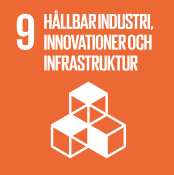 9 HÅLLBAR INDUSTRI,
INNOVATIONER OCH
INFRASTRUKTUR